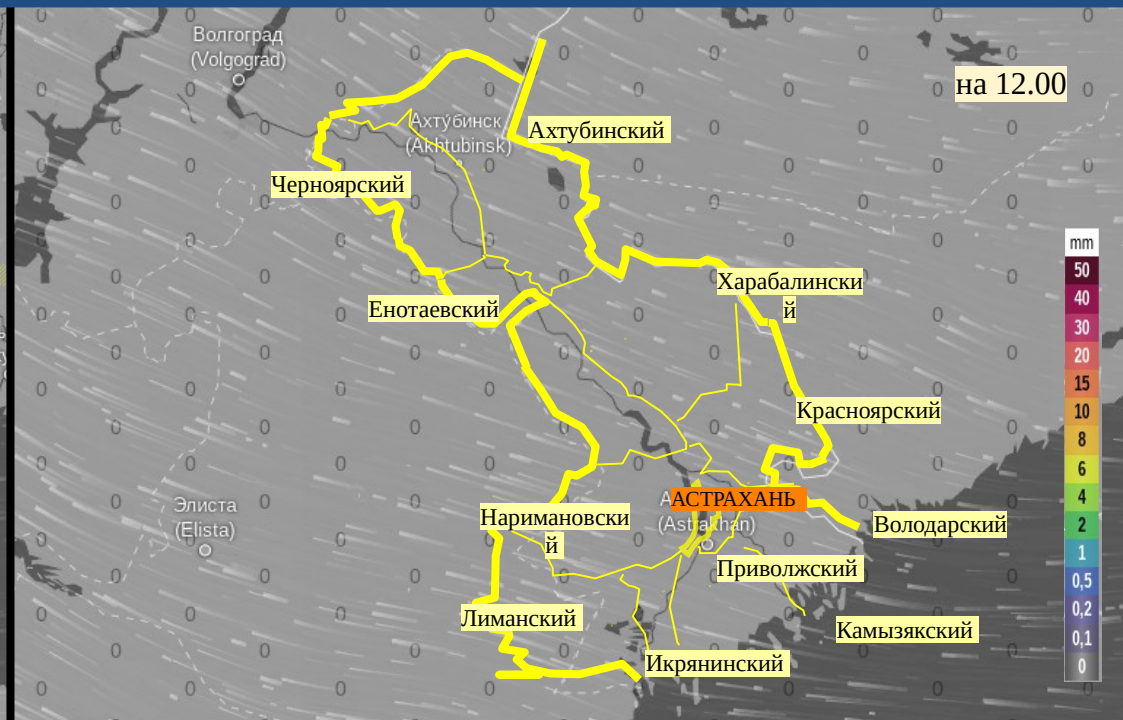 Волгоград
(Volgograd)
на 12.00
Ахтубинск
(Akhtubinsk)
Ахтубинский
Черноярский
mm
50
40
30
20
15
10
8
6
4
2
1
0,5
0,2
0,1
0
Харабалински
й
Енотаевский
Красноярский
Элиста
(Elista)
АСТРАХАНЬ
(Astrakhan)
Наримановски
й
Володарский
Приволжский
Лиманский
Камызякский
Икрянинский